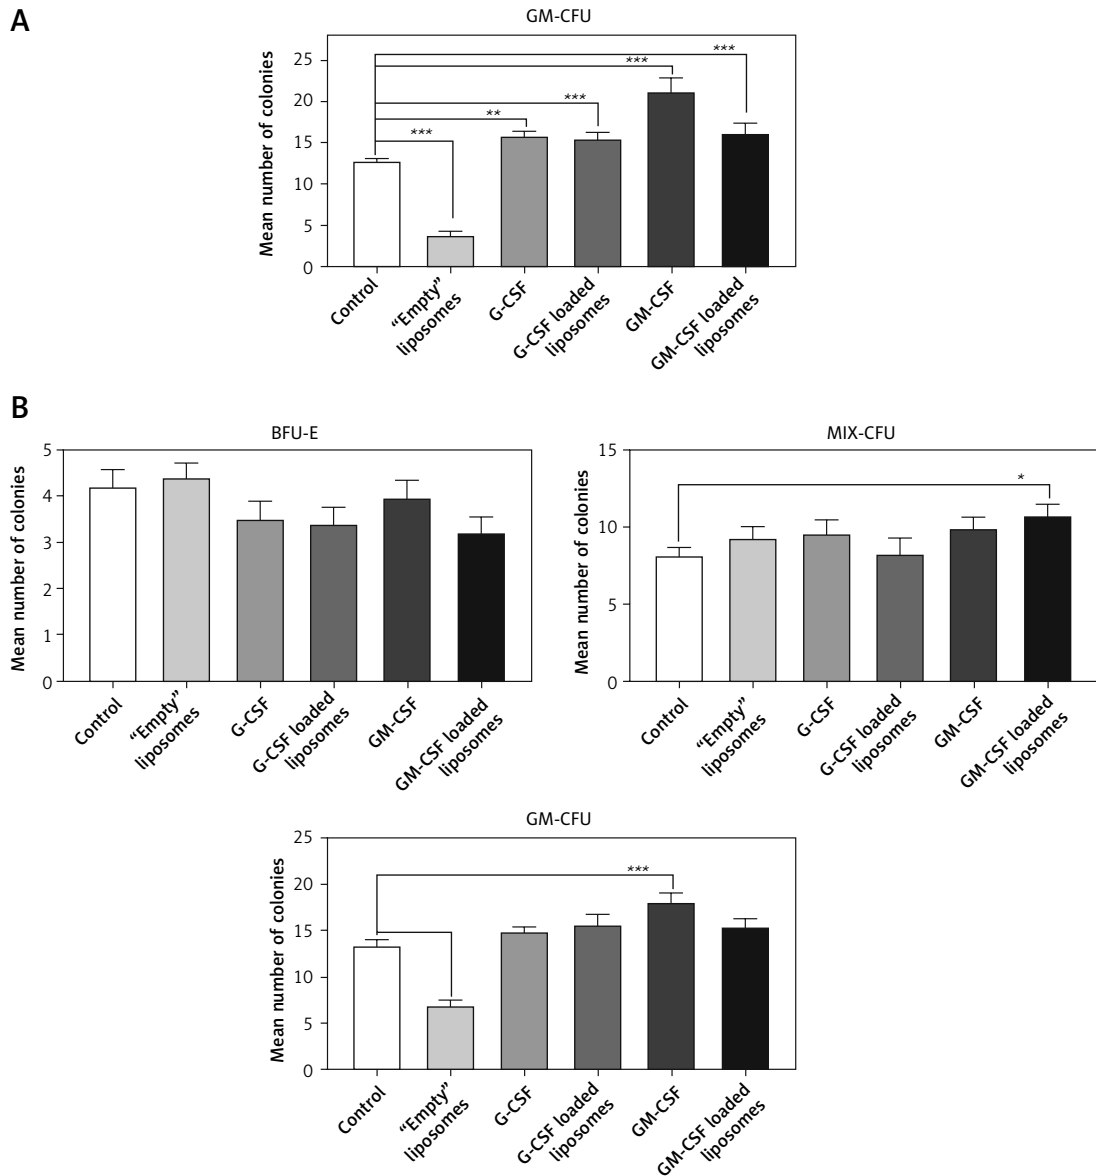 A
GM-CFU
Mean number of colonies
25
20
15
10
5
0
***
***
***
**
***
Control
“Empty”
liposomes
G-CSF
G-CSF loaded
liposomes
GM-CSF
GM-CSF loaded
liposomes
B
BFU-E
Mean number of colonies
5
4
3
2
1
0
Control
“Empty”
liposomes
G-CSF
G-CSF loaded
liposomes
GM-CSF
GM-CSF loaded
liposomes
MIX-CFU
Mean number of colonies
15
10
5
0
*
Control
“Empty”
liposomes
G-CSF
G-CSF loaded
liposomes
GM-CSF
GM-CSF loaded
liposomes
GM-CFU
Mean number of colonies
25
20
15
10
5
0
***
Control
“Empty”
liposomes
G-CSF
G-CSF loaded
liposomes
GM-CSF
GM-CSF loaded
liposomes